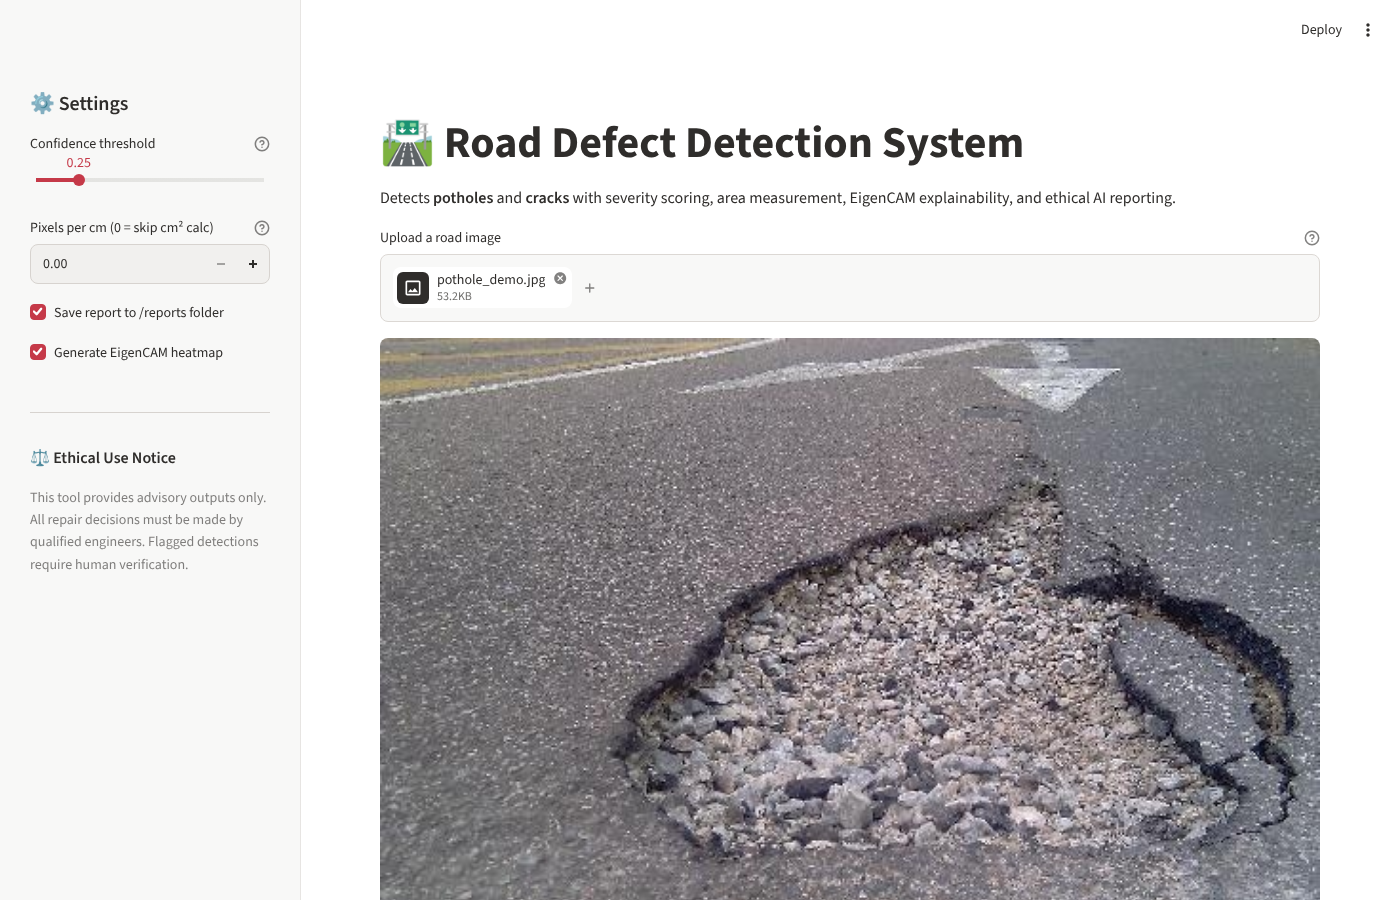 Deploy
⚙️ Settings
Confidence threshold
0.25
Pixels per cm (0 = skip cm² calc)
0.00
Save report to /reports folder
Generate EigenCAM heatmap
⚖️ Ethical Use Notice
This tool provides advisory outputs only.
All repair decisions must be made by
qualified engineers. Flagged detections
require human verification.
🛣️ Road Defect Detection System
Detects potholes and cracks with severity scoring, area measurement, EigenCAM explainability, and ethical AI reporting.
Upload a road image
pothole_demo.jpg
53.2KB